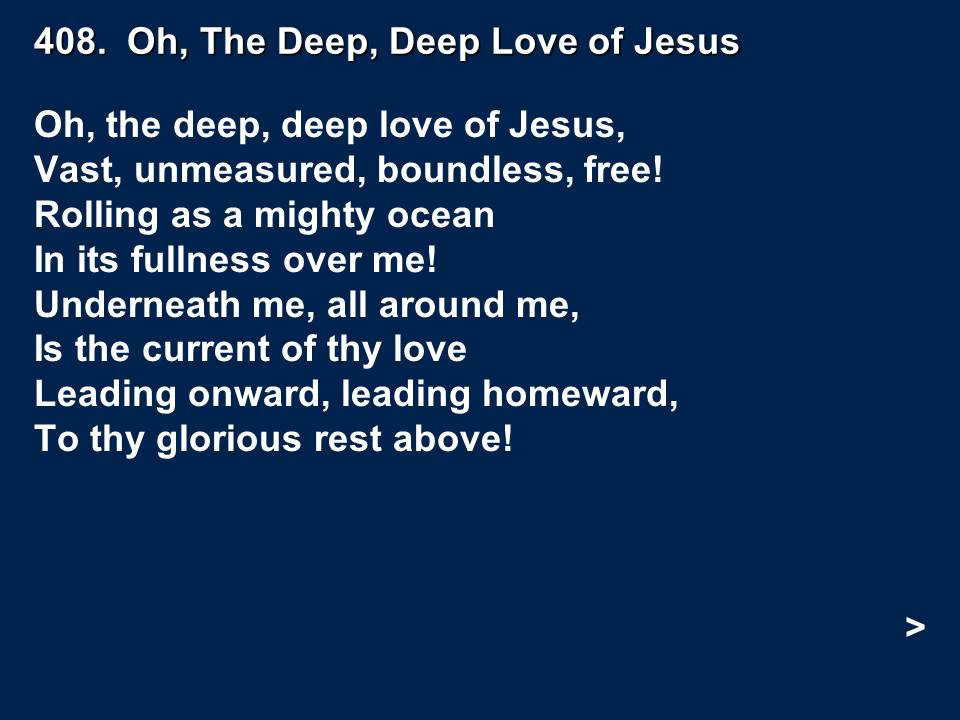 408.  Oh, The Deep, Deep Love of Jesus
Oh, the deep, deep love of Jesus,
Vast, unmeasured, boundless, free!
Rolling as a mighty ocean
In its fullness over me!
Underneath me, all around me,
Is the current of thy love
Leading onward, leading homeward,
To thy glorious rest above!
>